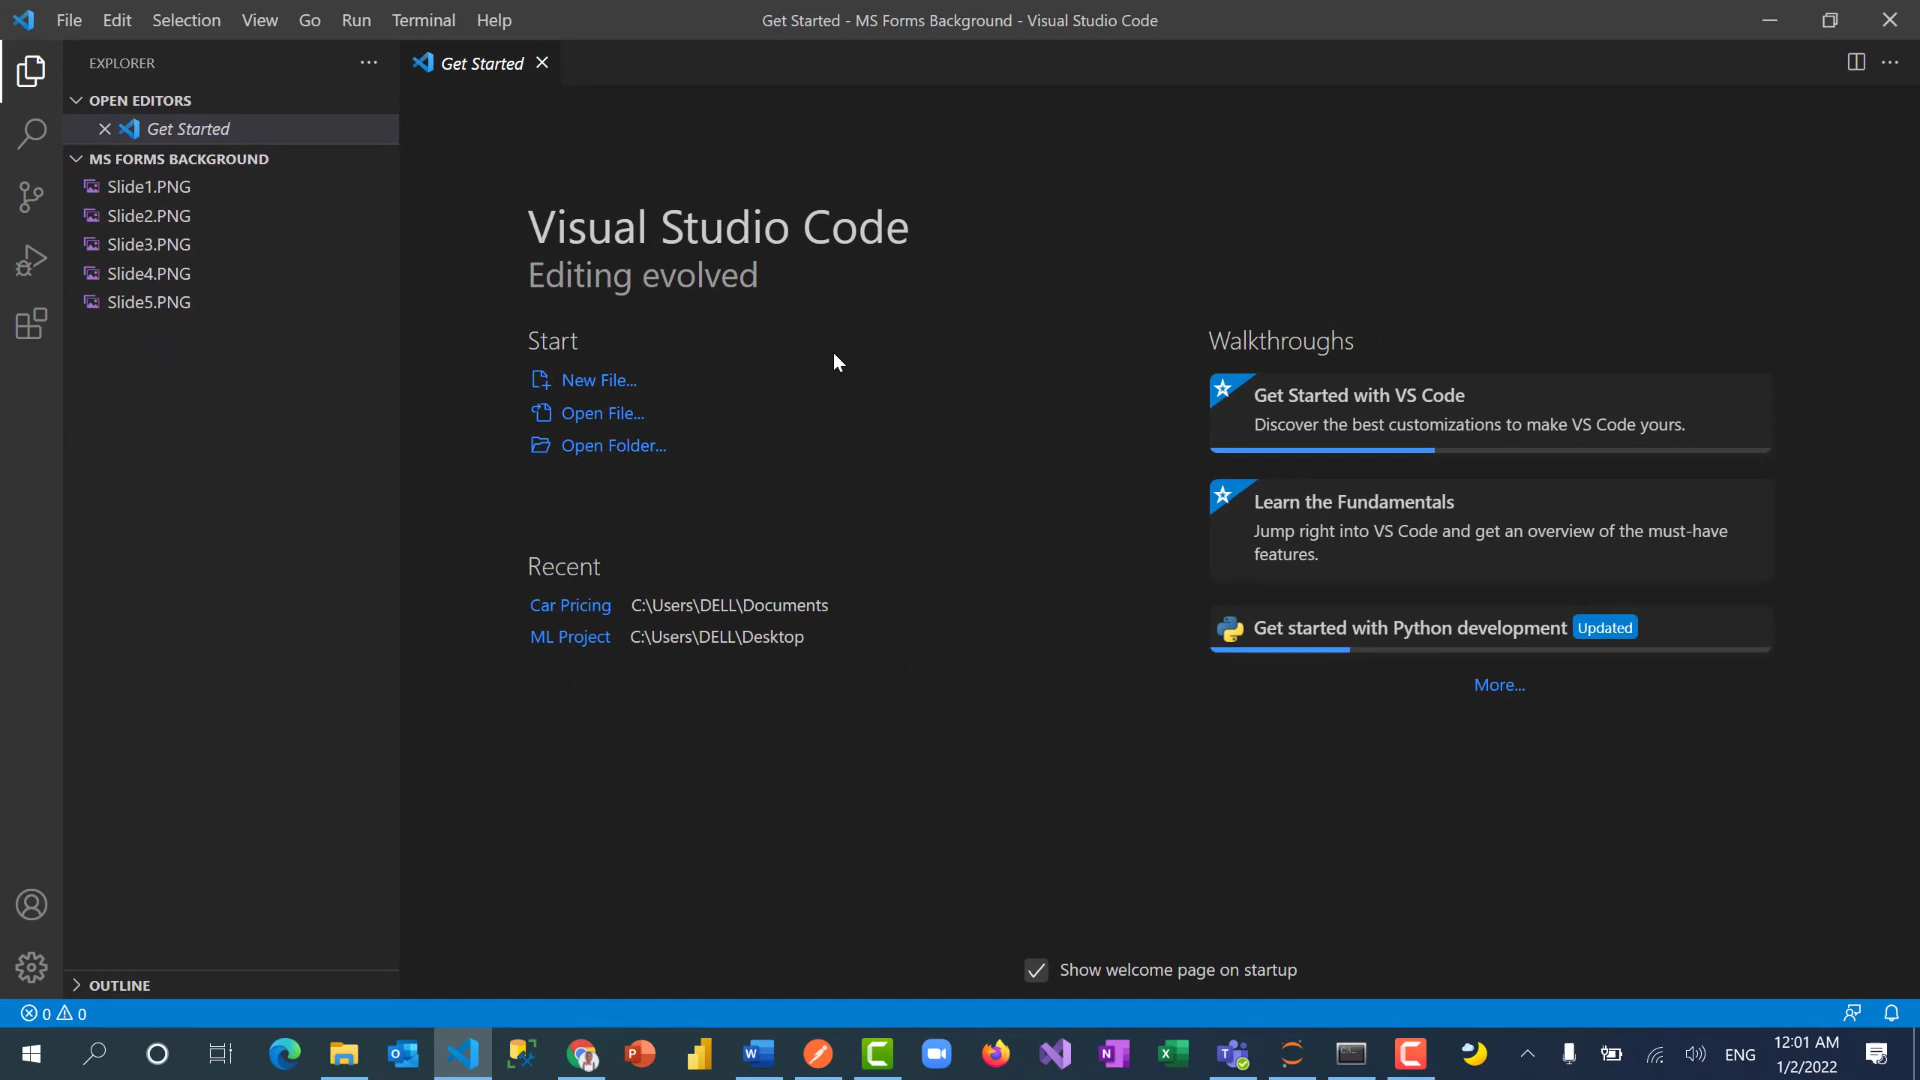 File Edit Selection View Go Run Terminal Help
Get Started - MS Forms Background - Visual Studio Code
EXPLORER
Get Started
OPEN EDITORS
Get Started
MS FORMS BACKGROUND
Slide1.PNG
Slide2.PNG
Slide3.PNG
Slide4.PNG
Slide5.PNG
OUTLINE
Visual Studio Code
Editing evolved
Start
New File...
Open File...
Open Folder...
Recent
Car Pricing C:\Users\DELL\Documents
ML Project C:\Users\DELL\Desktop
Walkthroughs
Get Started with VS Code
Discover the best customizations to make VS Code yours.
Learn the Fundamentals
Jump right into VS Code and get an overview of the must-have
features.
Get started with Python development Updated
More...
Show welcome page on startup
0 0
ENG
12:01 AM
1/2/2022